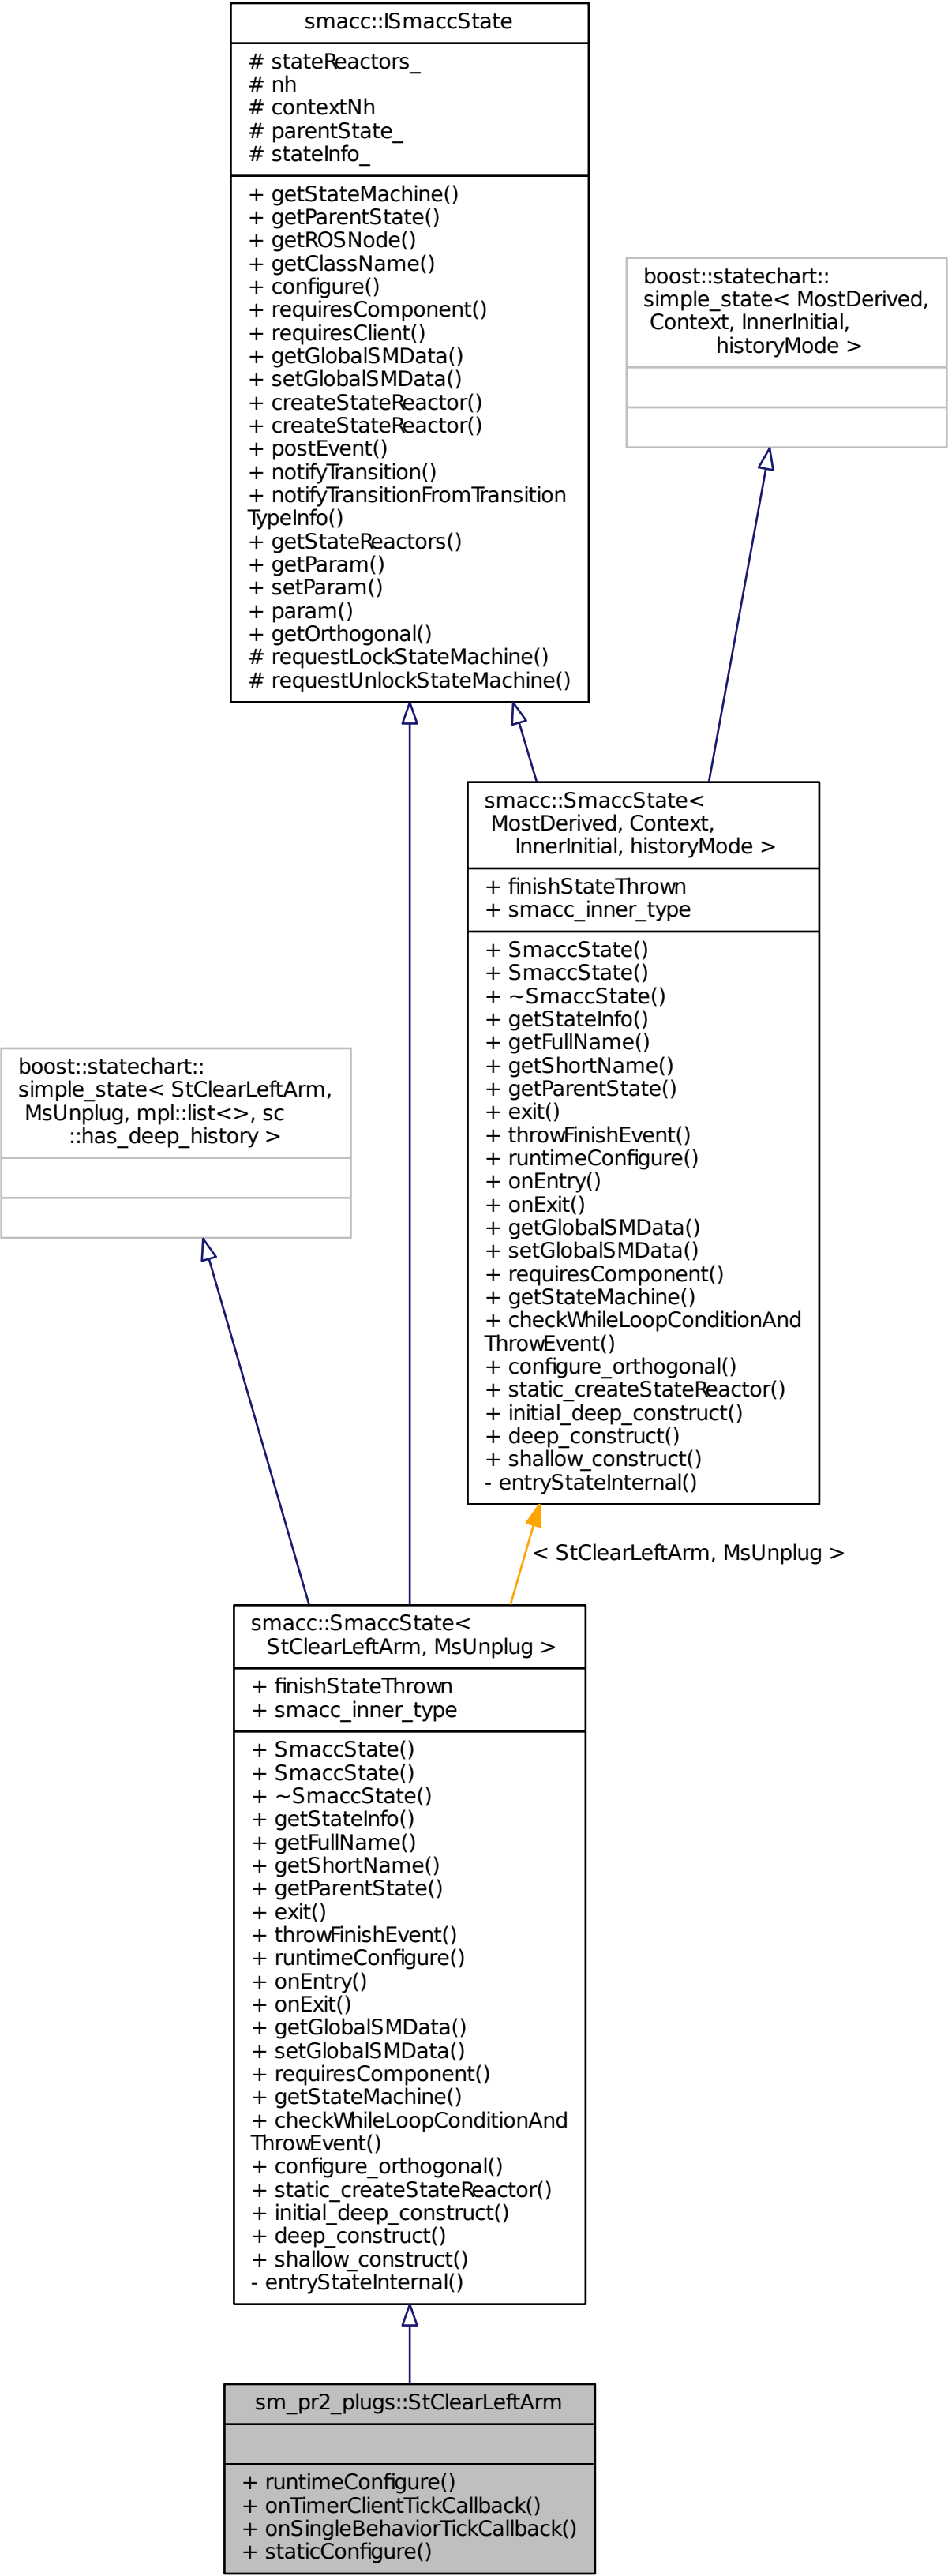 smacc::ISmaccState
# stateReactors_
# nh
# contextNh
# parentState_
# stateInfo_
+ getStateMachine()
+ getParentState()
+ getROSNode()
+ getClassName()
+ configure()
+ requiresComponent()
+ requiresClient()
+ getGlobalSMData()
+ setGlobalSMData()
+ createStateReactor()
+ createStateReactor()
+ postEvent()
+ notifyTransition()
+ notifyTransitionFromTransition
TypeInfo()
+ getStateReactors()
+ getParam()
+ setParam()
+ param()
+ getOrthogonal()
# requestLockStateMachine()
# requestUnlockStateMachine()
boost::statechart::
simple_state< MostDerived,
Context, InnerInitial,
historyMode >
smacc::SmaccState<
MostDerived, Context,
InnerInitial, historyMode >
+ finishStateThrown
+ smacc_inner_type
+ SmaccState()
+ SmaccState()
+ ~SmaccState()
+ getStateInfo()
+ getFullName()
+ getShortName()
+ getParentState()
+ exit()
+ throwFinishEvent()
+ runtimeConfigure()
+ onEntry()
+ onExit()
+ getGlobalSMData()
+ setGlobalSMData()
+ requiresComponent()
+ getStateMachine()
+ checkWhileLoopConditionAnd
ThrowEvent()
+ configure_orthogonal()
+ static_createStateReactor()
+ initial_deep_construct()
+ deep_construct()
+ shallow_construct()
- entryStateInternal()
boost::statechart::
simple_state< StClearLeftArm,
MsUnplug, mpl::list<>, sc
::has_deep_history >
< StClearLeftArm, MsUnplug >
smacc::SmaccState<
StClearLeftArm, MsUnplug >
+ finishStateThrown
+ smacc_inner_type
+ SmaccState()
+ SmaccState()
+ ~SmaccState()
+ getStateInfo()
+ getFullName()
+ getShortName()
+ getParentState()
+ exit()
+ throwFinishEvent()
+ runtimeConfigure()
+ onEntry()
+ onExit()
+ getGlobalSMData()
+ setGlobalSMData()
+ requiresComponent()
+ getStateMachine()
+ checkWhileLoopConditionAnd
ThrowEvent()
+ configure_orthogonal()
+ static_createStateReactor()
+ initial_deep_construct()
+ deep_construct()
+ shallow_construct()
- entryStateInternal()
sm_pr2_plugs::StClearLeftArm
+ runtimeConfigure()
+ onTimerClientTickCallback()
+ onSingleBehaviorTickCallback()
+ staticConfigure()